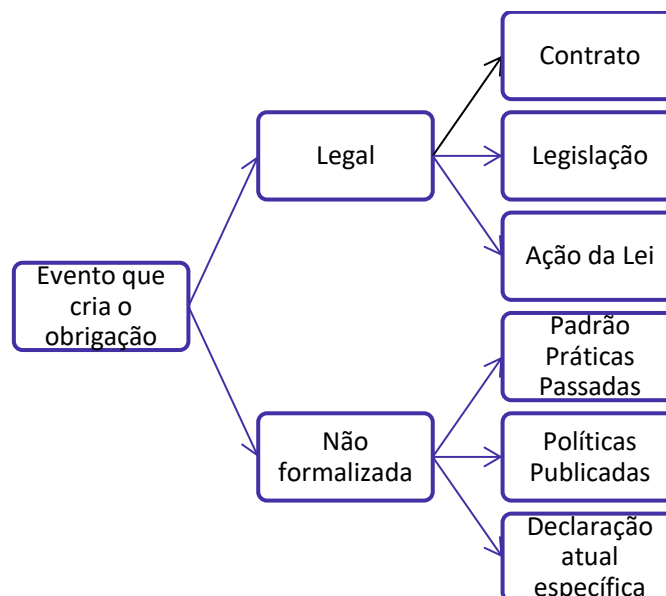 Contrato
Legal
Legislação
Ação da Lei
Evento que
cria o
obrigação
Padrão
Práticas
Passadas
Não
formalizada
Políticas
Publicadas
Declaração
atual
específica